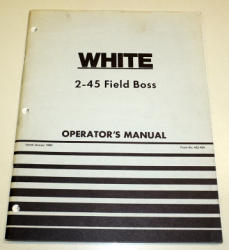 WHITE
2-45 Field Boss
OPERATOR'S MANUAL